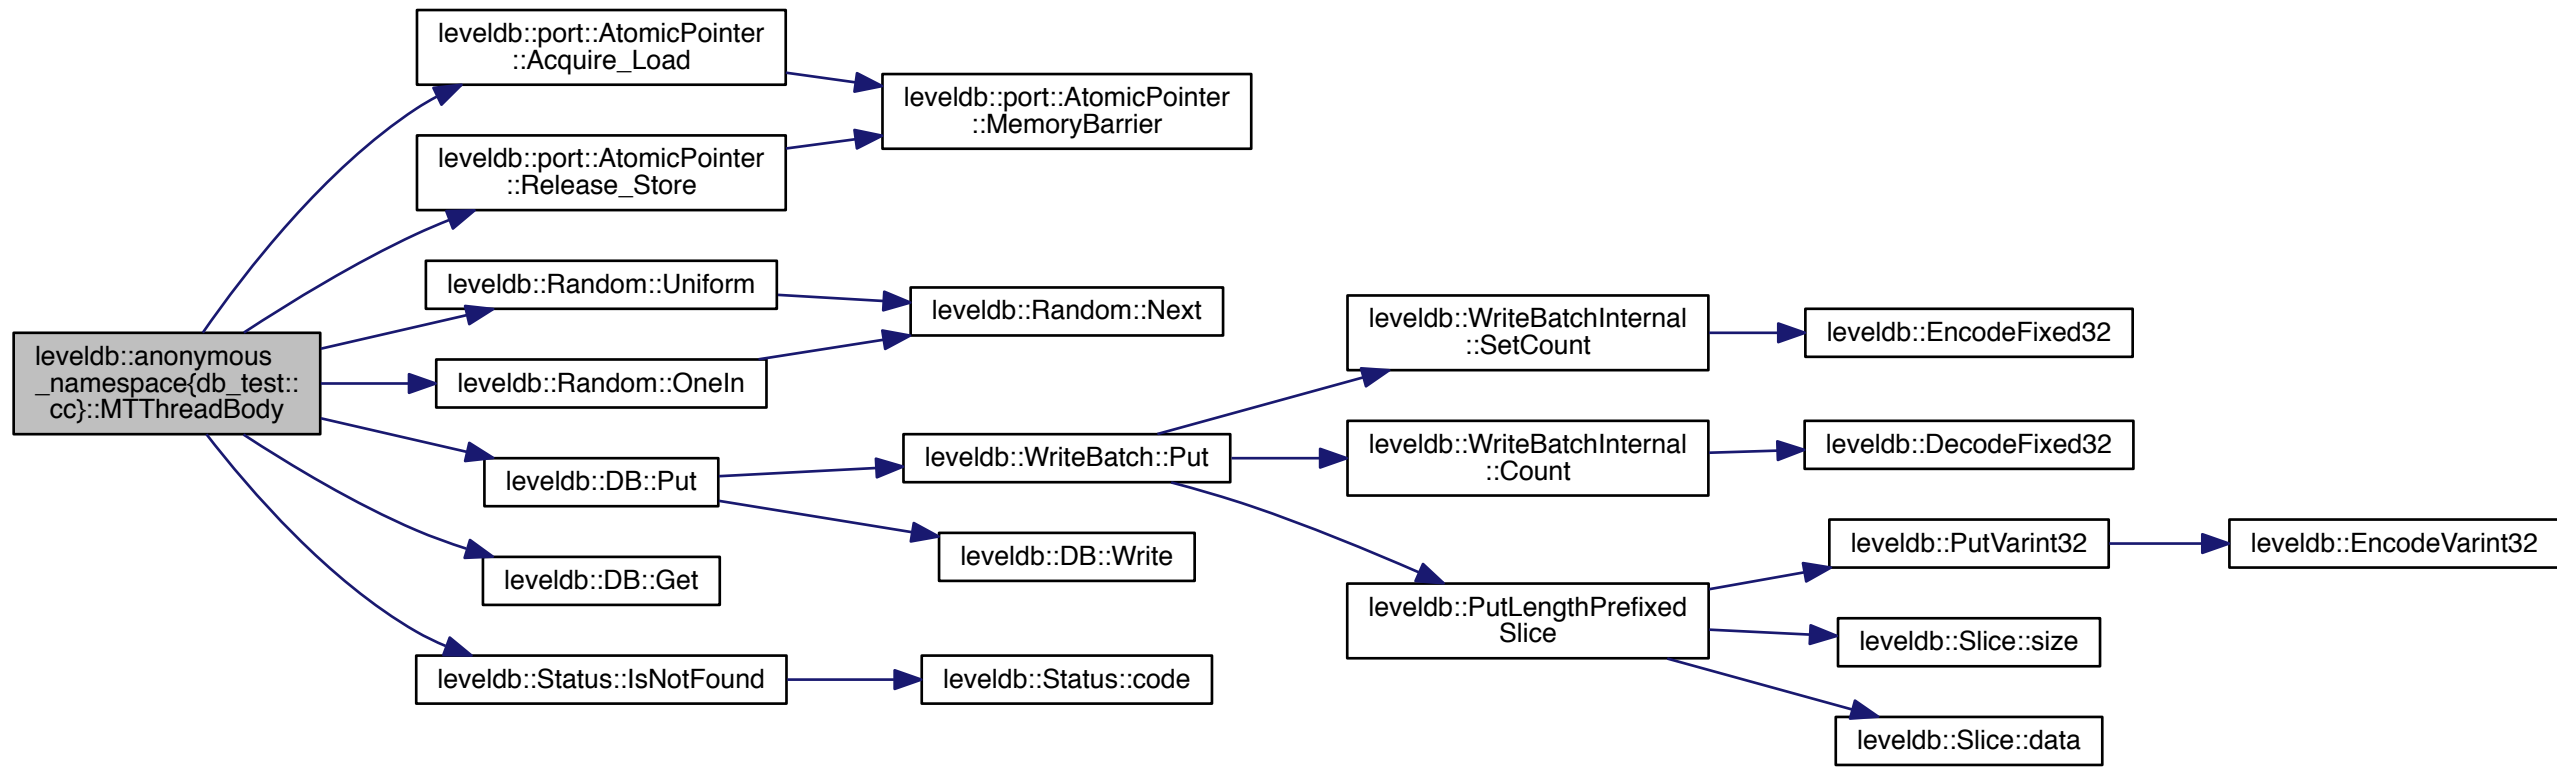 leveldb::port::AtomicPointer
::Acquire_Load
leveldb::port::AtomicPointer
::MemoryBarrier
leveldb::port::AtomicPointer
::Release_Store
leveldb::Random::Uniform
leveldb::Random::Next
leveldb::anonymous
_namespace{db_test::
cc}::MTThreadBody
leveldb::Random::OneIn
leveldb::WriteBatchInternal
::SetCount
leveldb::EncodeFixed32
leveldb::DB::Put
leveldb::WriteBatch::Put
leveldb::WriteBatchInternal
::Count
leveldb::DecodeFixed32
leveldb::DB::Write
leveldb::PutVarint32
leveldb::EncodeVarint32
leveldb::DB::Get
leveldb::PutLengthPrefixed
Slice
leveldb::Slice::size
leveldb::Status::IsNotFound
leveldb::Status::code
leveldb::Slice::data